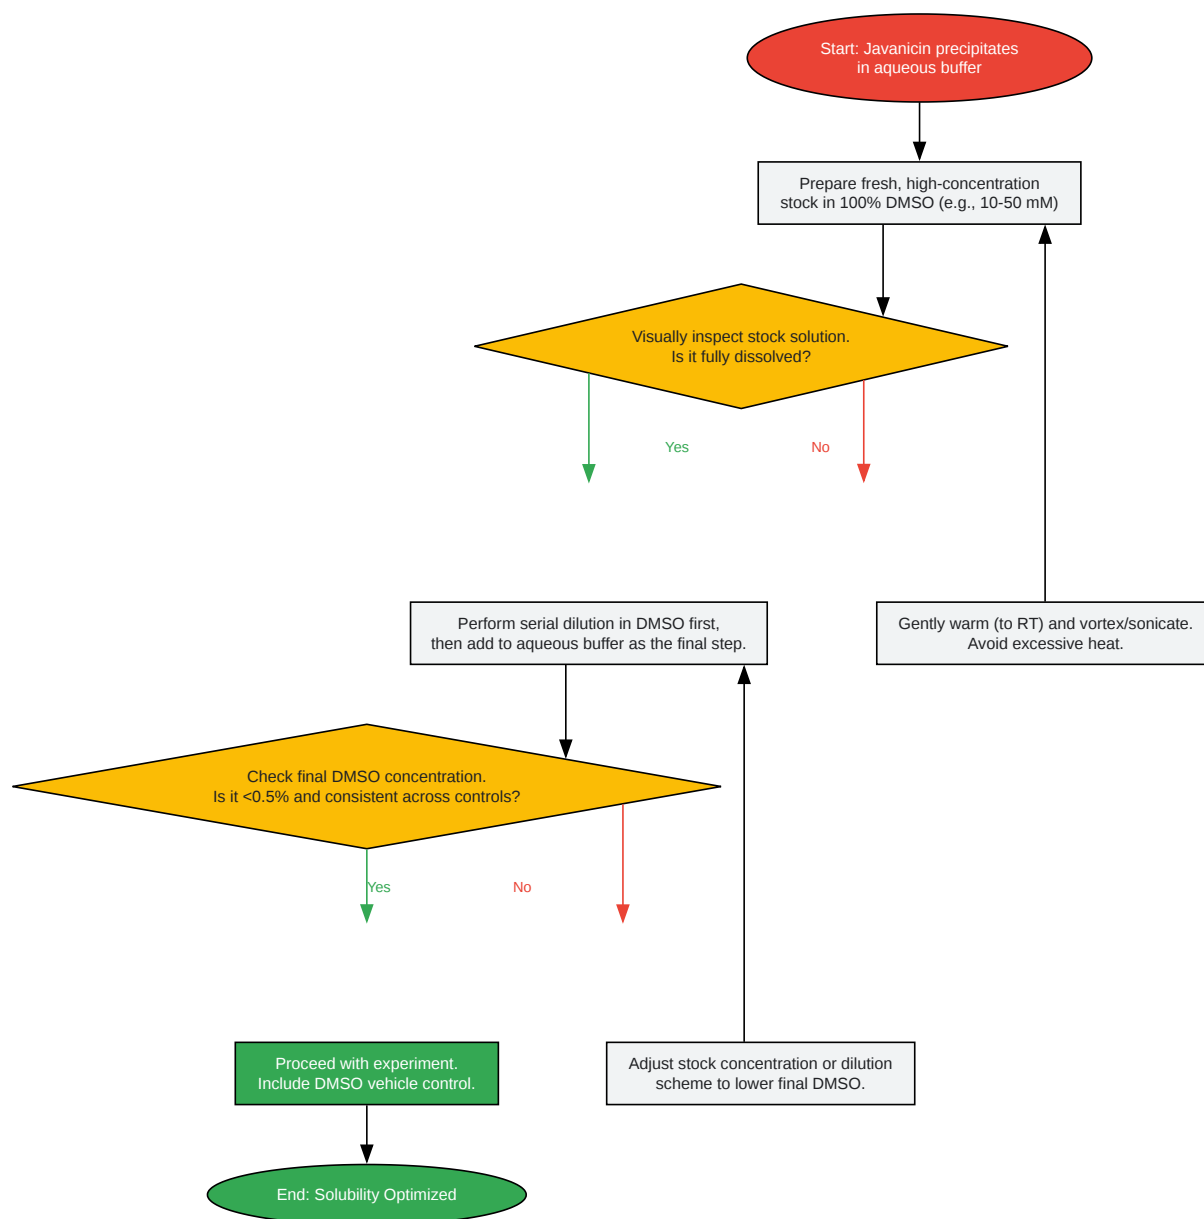 Start: Javanicin precipitates
in aqueous buffer
Prepare fresh, high-concentration
stock in 100% DMSO (e.g., 10-50 mM)
Visually inspect stock solution.
Is it fully dissolved?
Yes
No
Perform serial dilution in DMSO first,
then add to aqueous buffer as the final step.
Gently warm (to RT) and vortex/sonicate.
Avoid excessive heat.
Check final DMSO concentration.
Is it <0.5% and consistent across controls?
Yes
No
Proceed with experiment.
Include DMSO vehicle control.
Adjust stock concentration or dilution
scheme to lower final DMSO.
End: Solubility Optimized